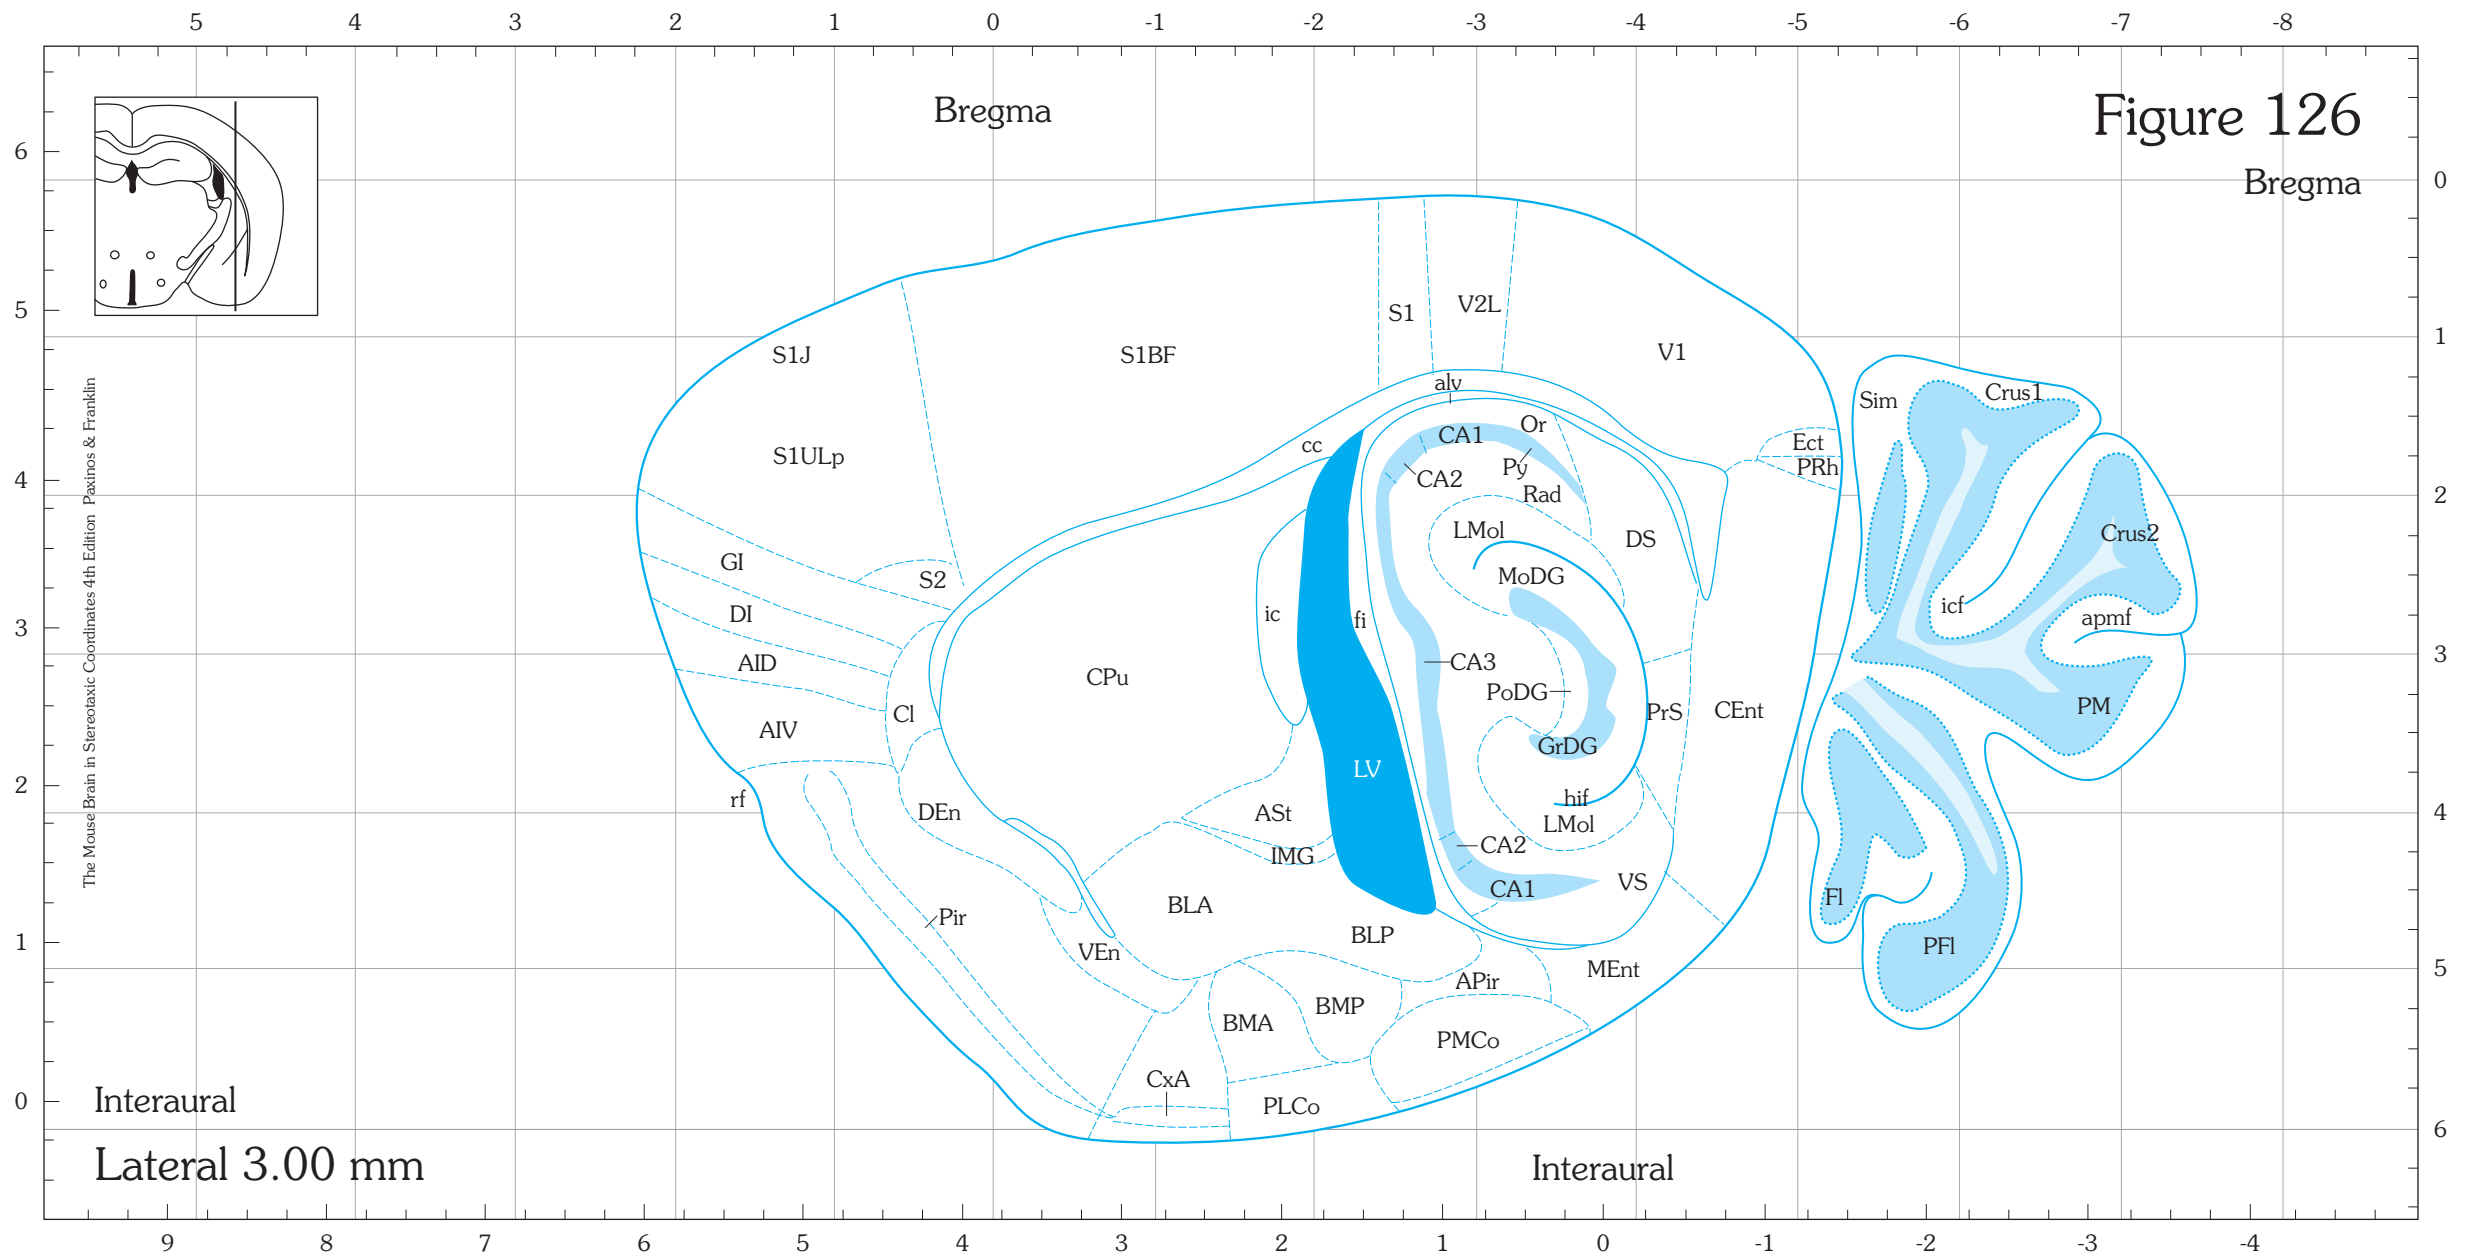 5 4 3 2 1 0 -1 -2 -3 -4 -5 -6 -7 -8
Bregma
Figure 126
Bregma
6
0
5
1
4
2
3
3
2
4
1
5
0
6
The Mouse Brain in Stereotaxic Coordinates 4th Edition Paxinos & Franklin
S1 V2L
S1J S1BF V1
alv
Sim Crus1
Or
cc CA1 Ect
S1ULp Py PRh
CA2
Rad
LMol Crus2
DS
GI
S2 MoDG
DI ic fi icf apmf
AID CPu CA3
PoDG
AIV Cl PrS CEnt PM
GrDG
LV
rf hif
DEn ASt LMol
IMG CA2
CA1 VS
BLA Fl
Pir
BLP
VEn PFl
APir MEnt
BMP
BMA
PMCo
CxA
PLCo
Interaural
Lateral 3.00 mm
Interaural
9 8 7 6 5 4 3 2 1 0 -1 -2 -3 -4